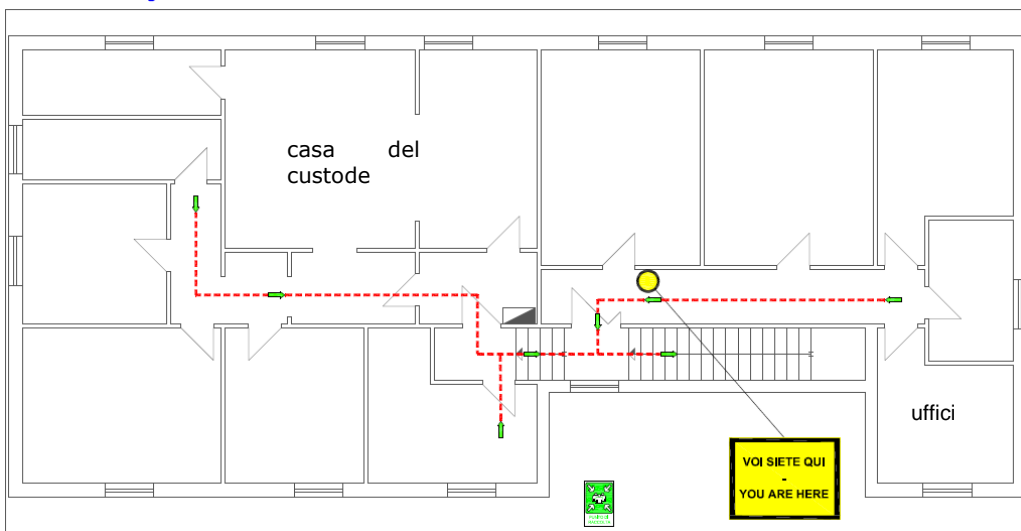 casa del
custode
uffici
VOI SIETE QUI
-
YOU ARE HERE